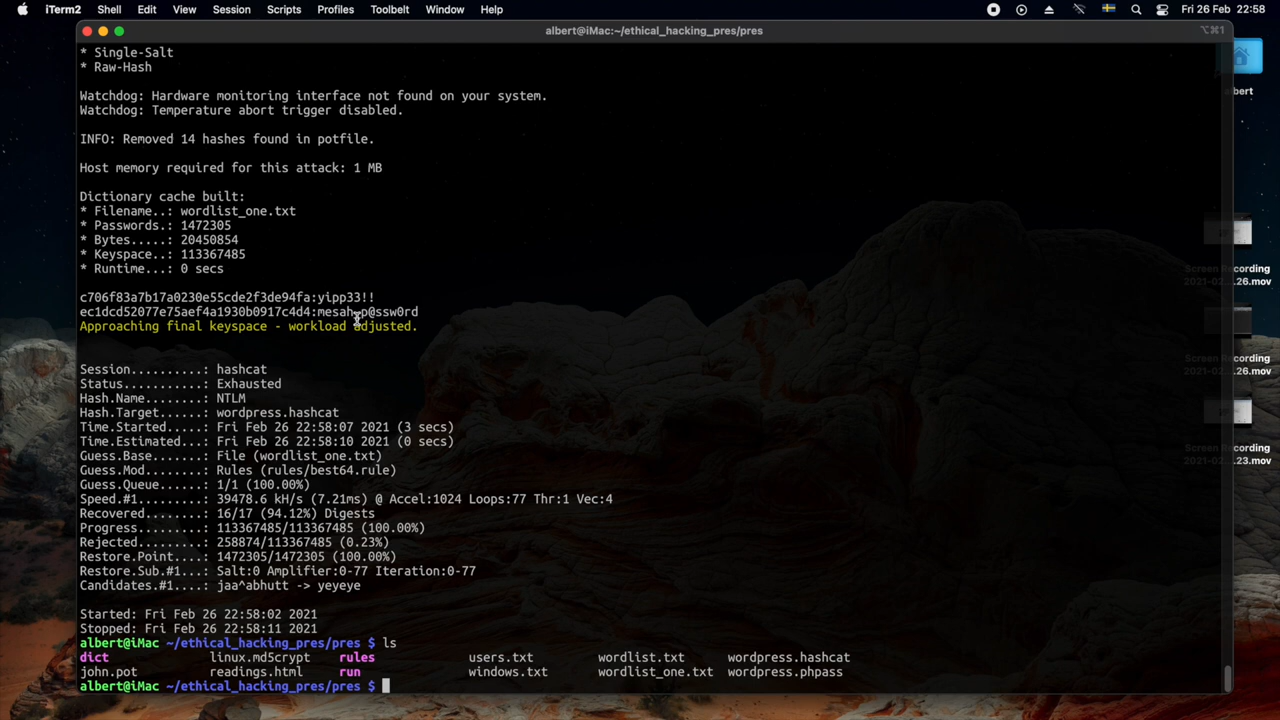 iTerm2 Shell Edit View Session Scripts Profiles Toolbelt Window Help Fri 26 Feb 22:58
albert@iMac:~/ethical_hacking_pres/pres ⌥⌘1
* Single-Salt
* Raw-Hash
Watchdog: Hardware monitoring interface not found on your system.
Watchdog: Temperature abort trigger disabled.
INFO: Removed 14 hashes found in potfile.
Host memory required for this attack: 1 MB
Dictionary cache built:
* Filename..: wordlist_one.txt
* Passwords.: 1472305
* Bytes.....: 20450854
* Keyspace..: 113367485
* Runtime...: 0 secs
c706f83a7b17a0230e55cde2f3de94fa:yipp33!!
ec1dcd52077e75aef4a1930b0917c4d4:
Approaching final keyspace - workload adjusted.
Session..........: hashcat
Status...........: Exhausted
Hash.Name........: NTLM
Hash.Target......: wordpress.hashcat
Time.Started.....: Fri Feb 26 22:58:07 2021 (3 secs)
Time.Estimated...: Fri Feb 26 22:58:10 2021 (0 secs)
Guess.Base.......: File (wordlist_one.txt)
Guess.Mod........: Rules (rules/best64.rule)
Guess.Queue......: 1/1 (100.00%)
Speed.#1.........: 39478.6 kH/s (7.21ms) @ Accel:1024 Loops:77 Thr:1 Vec:4
Recovered........: 16/17 (94.12%) Digests
Progress.........: 113367485/113367485 (100.00%)
Rejected.........: 258874/113367485 (0.23%)
Restore.Point....: 1472305/1472305 (100.00%)
Restore.Sub.#1...: Salt:0 Amplifier:0-77 Iteration:0-77
Candidates.#1....: jaa^abhutt -> yeyeye
Started: Fri Feb 26 22:58:02 2021
Stopped: Fri Feb 26 22:58:11 2021
albert@iMac ~/ethical_hacking_pres/pres $ ls
dict linux.md5crypt rules users.txt wordlist.txt wordpress.hashcat
john.pot readings.html run windows.txt wordlist_one.txt wordpress.phpass
albert@iMac ~/ethical_hacking_pres/pres $
Screen
2021-02
.26.mov
Screen
2021-02
.26.mov
Screen
2021-02
.23.mov